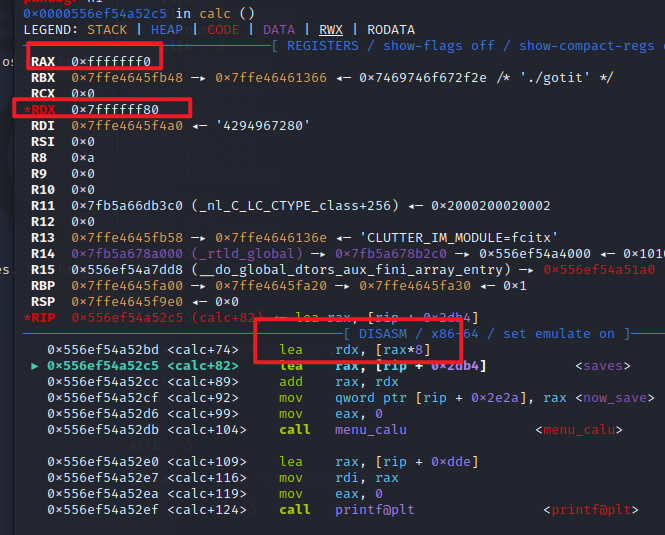 0x0000556ef54a52c5 in calc ()
LEGEND: STACK | HEAP | CODE | DATA | RWX | RODATA
[ REGISTERS / show-flags off / show-compact-regs
RAX 0xfffffff0
RBX 0x7ffe4645fb48 —▸ 0x7ffe46461366 ◂— 0x7469746f672f2e /* './gotit' */
RCX 0x0
*RDX 0x7ffffff80
RDI 0x7ffe4645f4a0 ◂— '4294967280'
RSI 0x0
R8 0xa
R9 0x0
R10 0x0
R11 0x7fb5a66db3c0 (_nl_C_LC_CTYPE_class+256) ◂— 0x2000200020002
R12 0x0
R13 0x7ffe4645fb58 —▸ 0x7ffe4646136e ◂— 'CLUTTER_IM_MODULE=fcitx'
R14 0x7fb5a678a000 (_rtld_global) —▸ 0x7fb5a678b2c0 —▸ 0x556ef54a4000 ◂— 0x1010
R15 0x556ef54a7dd8 (__do_global_dtors_aux_fini_array_entry) —▸ 0x556ef54a51a0
RBP 0x7ffe4645fa00 —▸ 0x7ffe4645fa20 —▸ 0x7ffe4645fa30 ◂— 0x1
RSP 0x7ffe4645f9e0 ◂— 0x0
*RIP 0x556ef54a52c5 (calc+82) ◂— lea rax, [rip + 0x2db4]
[ DISASM / x86-64 / set emulate on ]
0x556ef54a52bd <calc+74> lea rdx, [rax*8]
► 0x556ef54a52c5 <calc+82> lea rax, [rip + 0x2db4] <saves>
0x556ef54a52cc <calc+89> add rax, rdx
0x556ef54a52cf <calc+92> mov qword ptr [rip + 0x2e2a], rax <now_save>
0x556ef54a52d6 <calc+99> mov eax, 0
0x556ef54a52db <calc+104> call menu_calu <menu_calu>
0x556ef54a52e0 <calc+109> lea rax, [rip + 0xdde]
0x556ef54a52e7 <calc+116> mov rdi, rax
0x556ef54a52ea <calc+119> mov eax, 0
0x556ef54a52ef <calc+124> call printf@plt <printf@plt>